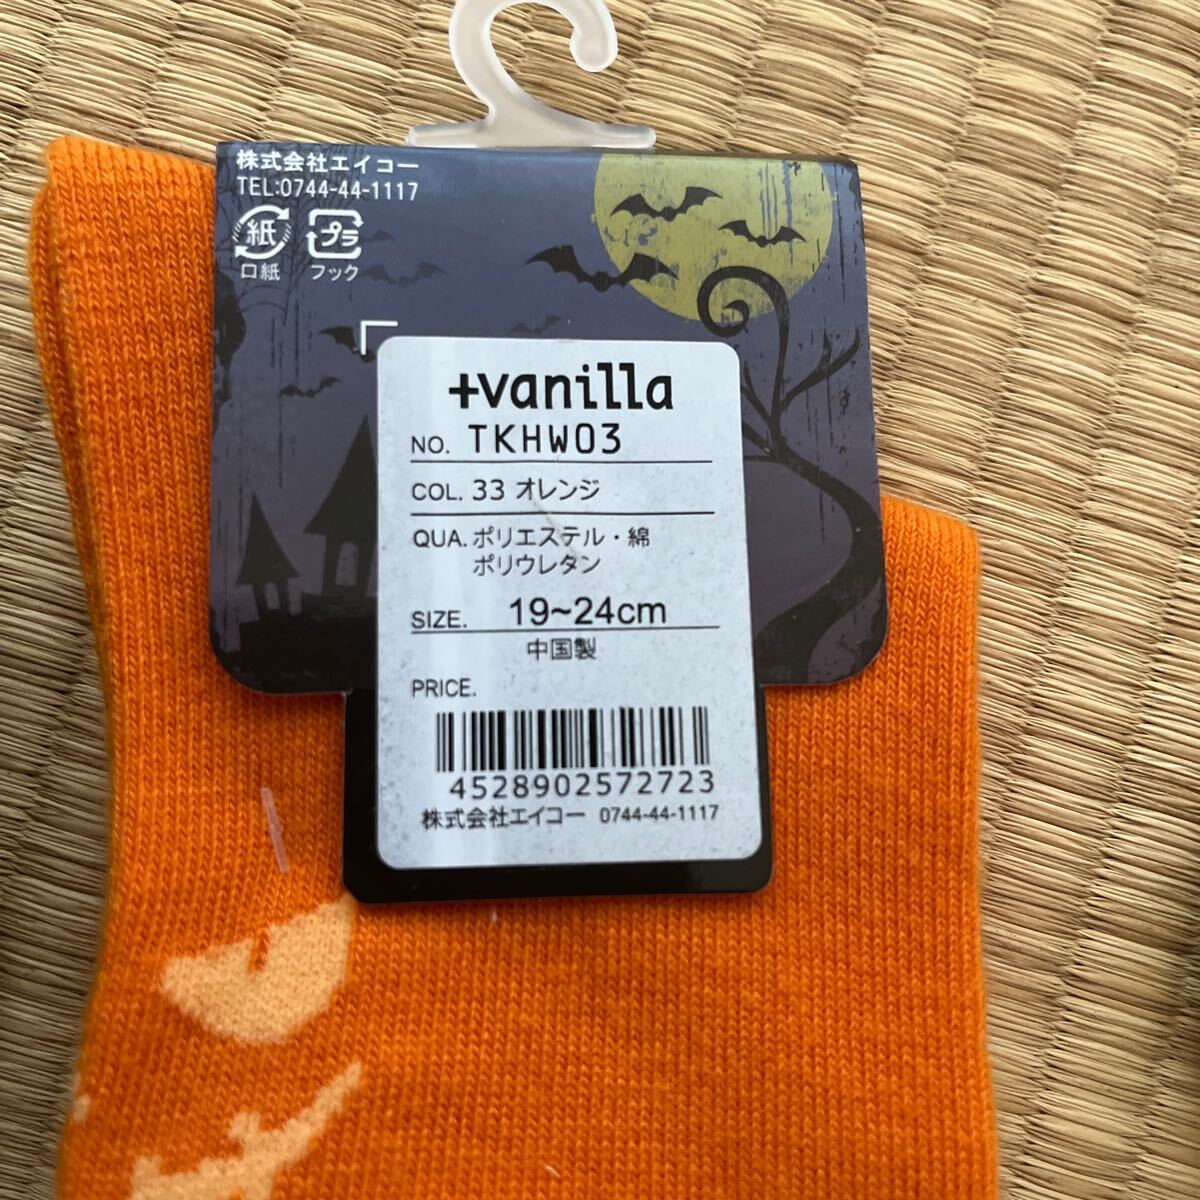 株式会社エイコー
TEL:0744-44-1117
紙 プラ
口紙 フック
+vanilla
NO. TKHW03
COL. 33 オレンジ
QUA. ポリエステル・綿
ポリウレタン
SIZE. 19~24cm
中国製
PRICE.
4528902572723
株式会社エイコー 0744-44-1117